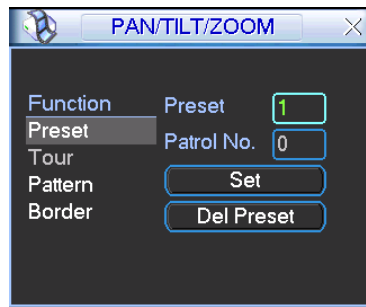 PAN/TILT/ZOOM
Function
Preset
Tour
Pattern
Border
Preset 1
Patrol No. 0
Set
Del Preset